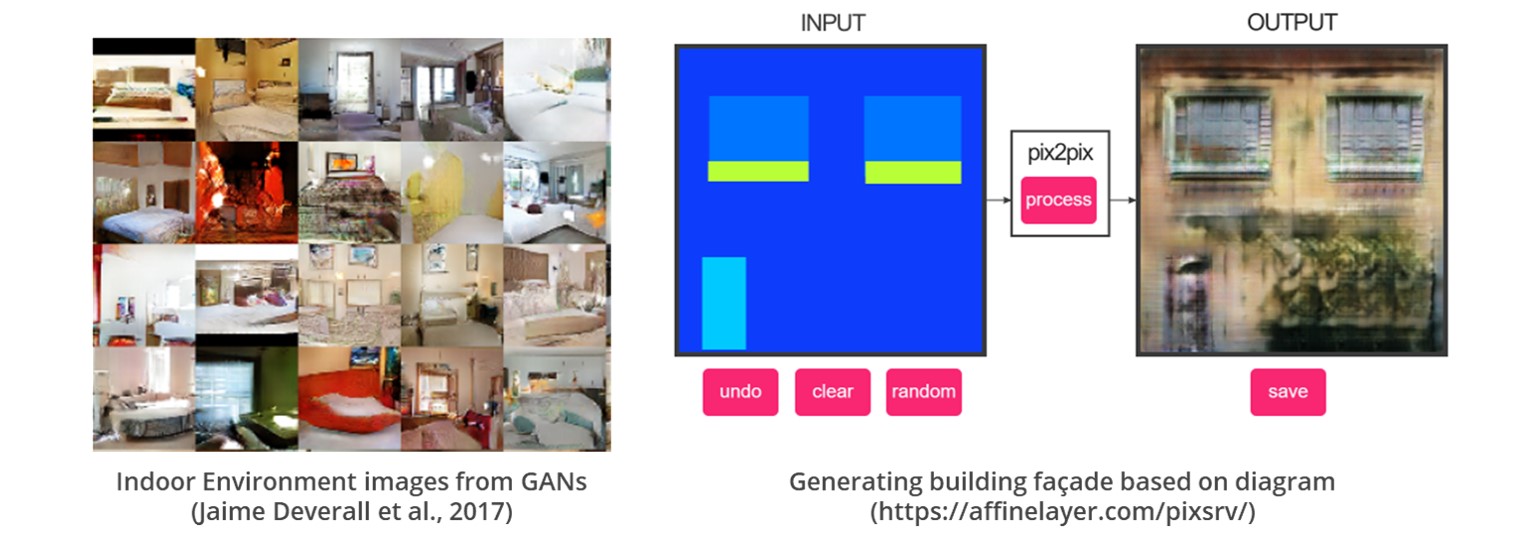 INPUT
OUTPUT
pix2pix
process
undo
clear
random
save
Indoor Environment images from GANs
(Jaime Deverall et al., 2017)
Generating building façade based on diagram
(https://affinelayer.com/pixsrv/)